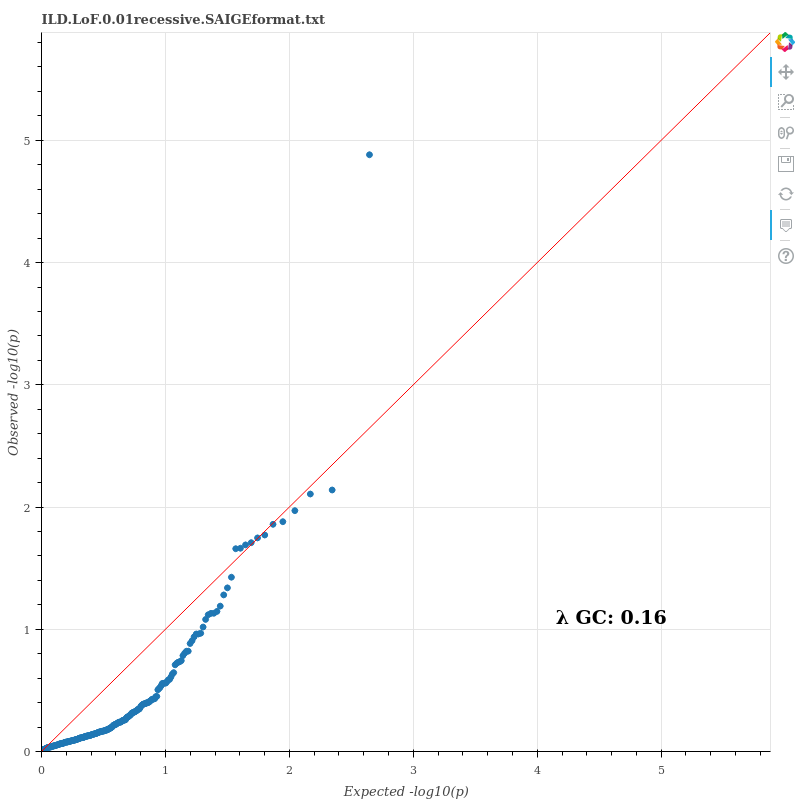 ILD.LoF.0.01recessive.SAIGEformat.txt
5
4
3
2
1
0
Observed -log10(p)
λ GC: 0.16
0 1 2 3 4 5
Expected -log10(p)